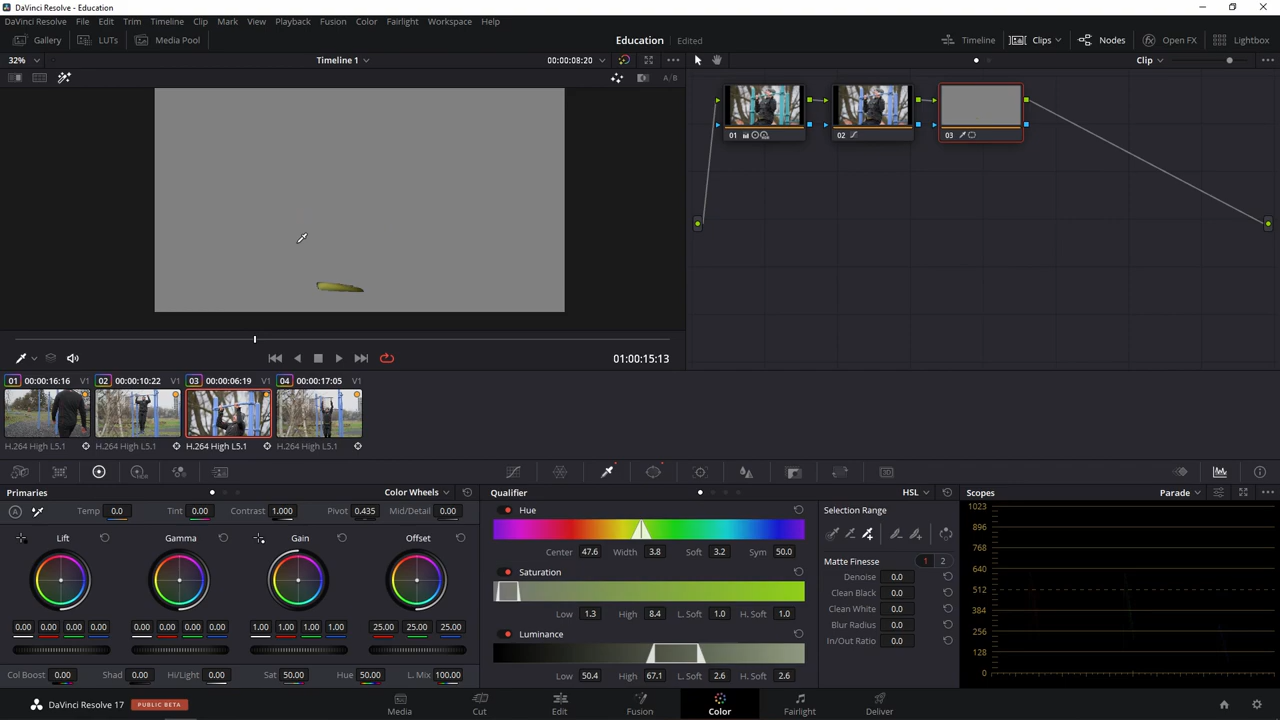 DaVinci Resolve - Education
DaVinci Resolve File Edit Trim Timeline Clip Mark View Playback Fusion Color Fairlight Workspace Help
Gallery LUTs Media Pool Education Edited Timeline Clips Nodes Open FX Lightbox
32% Timeline 1 00:00:08:20 Clip
A/B
01 02 03
01:00:15:13
01 00:00:16:16 V1 02 00:00:10:22 V1 03 00:00:06:19 V1 04 00:00:17:05 V1
H.264 High L5.1 H.264 High L5.1 H.264 High L5.1 H.264 High L5.1
Primaries Color Wheels Qualifier HSL Scopes Parade
A Temp 0.0 Tint 0.00 Contrast 1.000 Pivot 0.435 Mid/Detail 0.00
Lift Gamma Gain Offset
0.00 0.00 0.00 0.00 0.00 0.00 0.00 0.00 1.00 1.00 1.00 1.00 25.00 25.00 25.00
Col Boost 0.00 Shad 0.00 Hi/Light 0.00 Sat 50.00 Hue 50.00 L. Mix 100.00
Hue
Center 47.6 Width 3.8 Soft 3.2 Sym 50.0
Saturation
Low 1.3 High 8.4 L. Soft 1.0 H. Soft 1.0
Luminance
Low 50.4 High 67.1 L. Soft 2.6 H. Soft 2.6
Selection Range
Matte Finesse 1 2
Denoise 0.0
Clean Black 0.0
Clean White 0.0
Blur Radius 0.0
In/Out Ratio 0.0
1023
896
768
640
512
384
256
128
0
DaVinci Resolve 17 PUBLIC BETA Media Cut Edit Fusion Color Fairlight Deliver